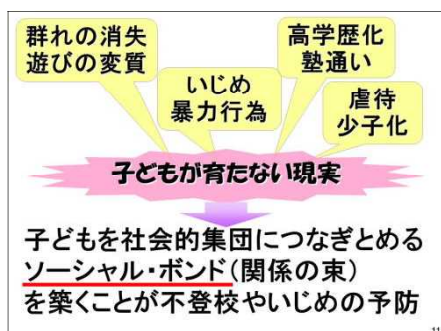 群れの消失
遊びの変質
いじめ
暴力行為
高学歴化
塾通い
虐待
少子化
子どもが育たない現実
子どもを社会的集団につなぎとめる
ソーシャル・ボンド(関係の束)
を築くことが不登校やいじめの予防
11